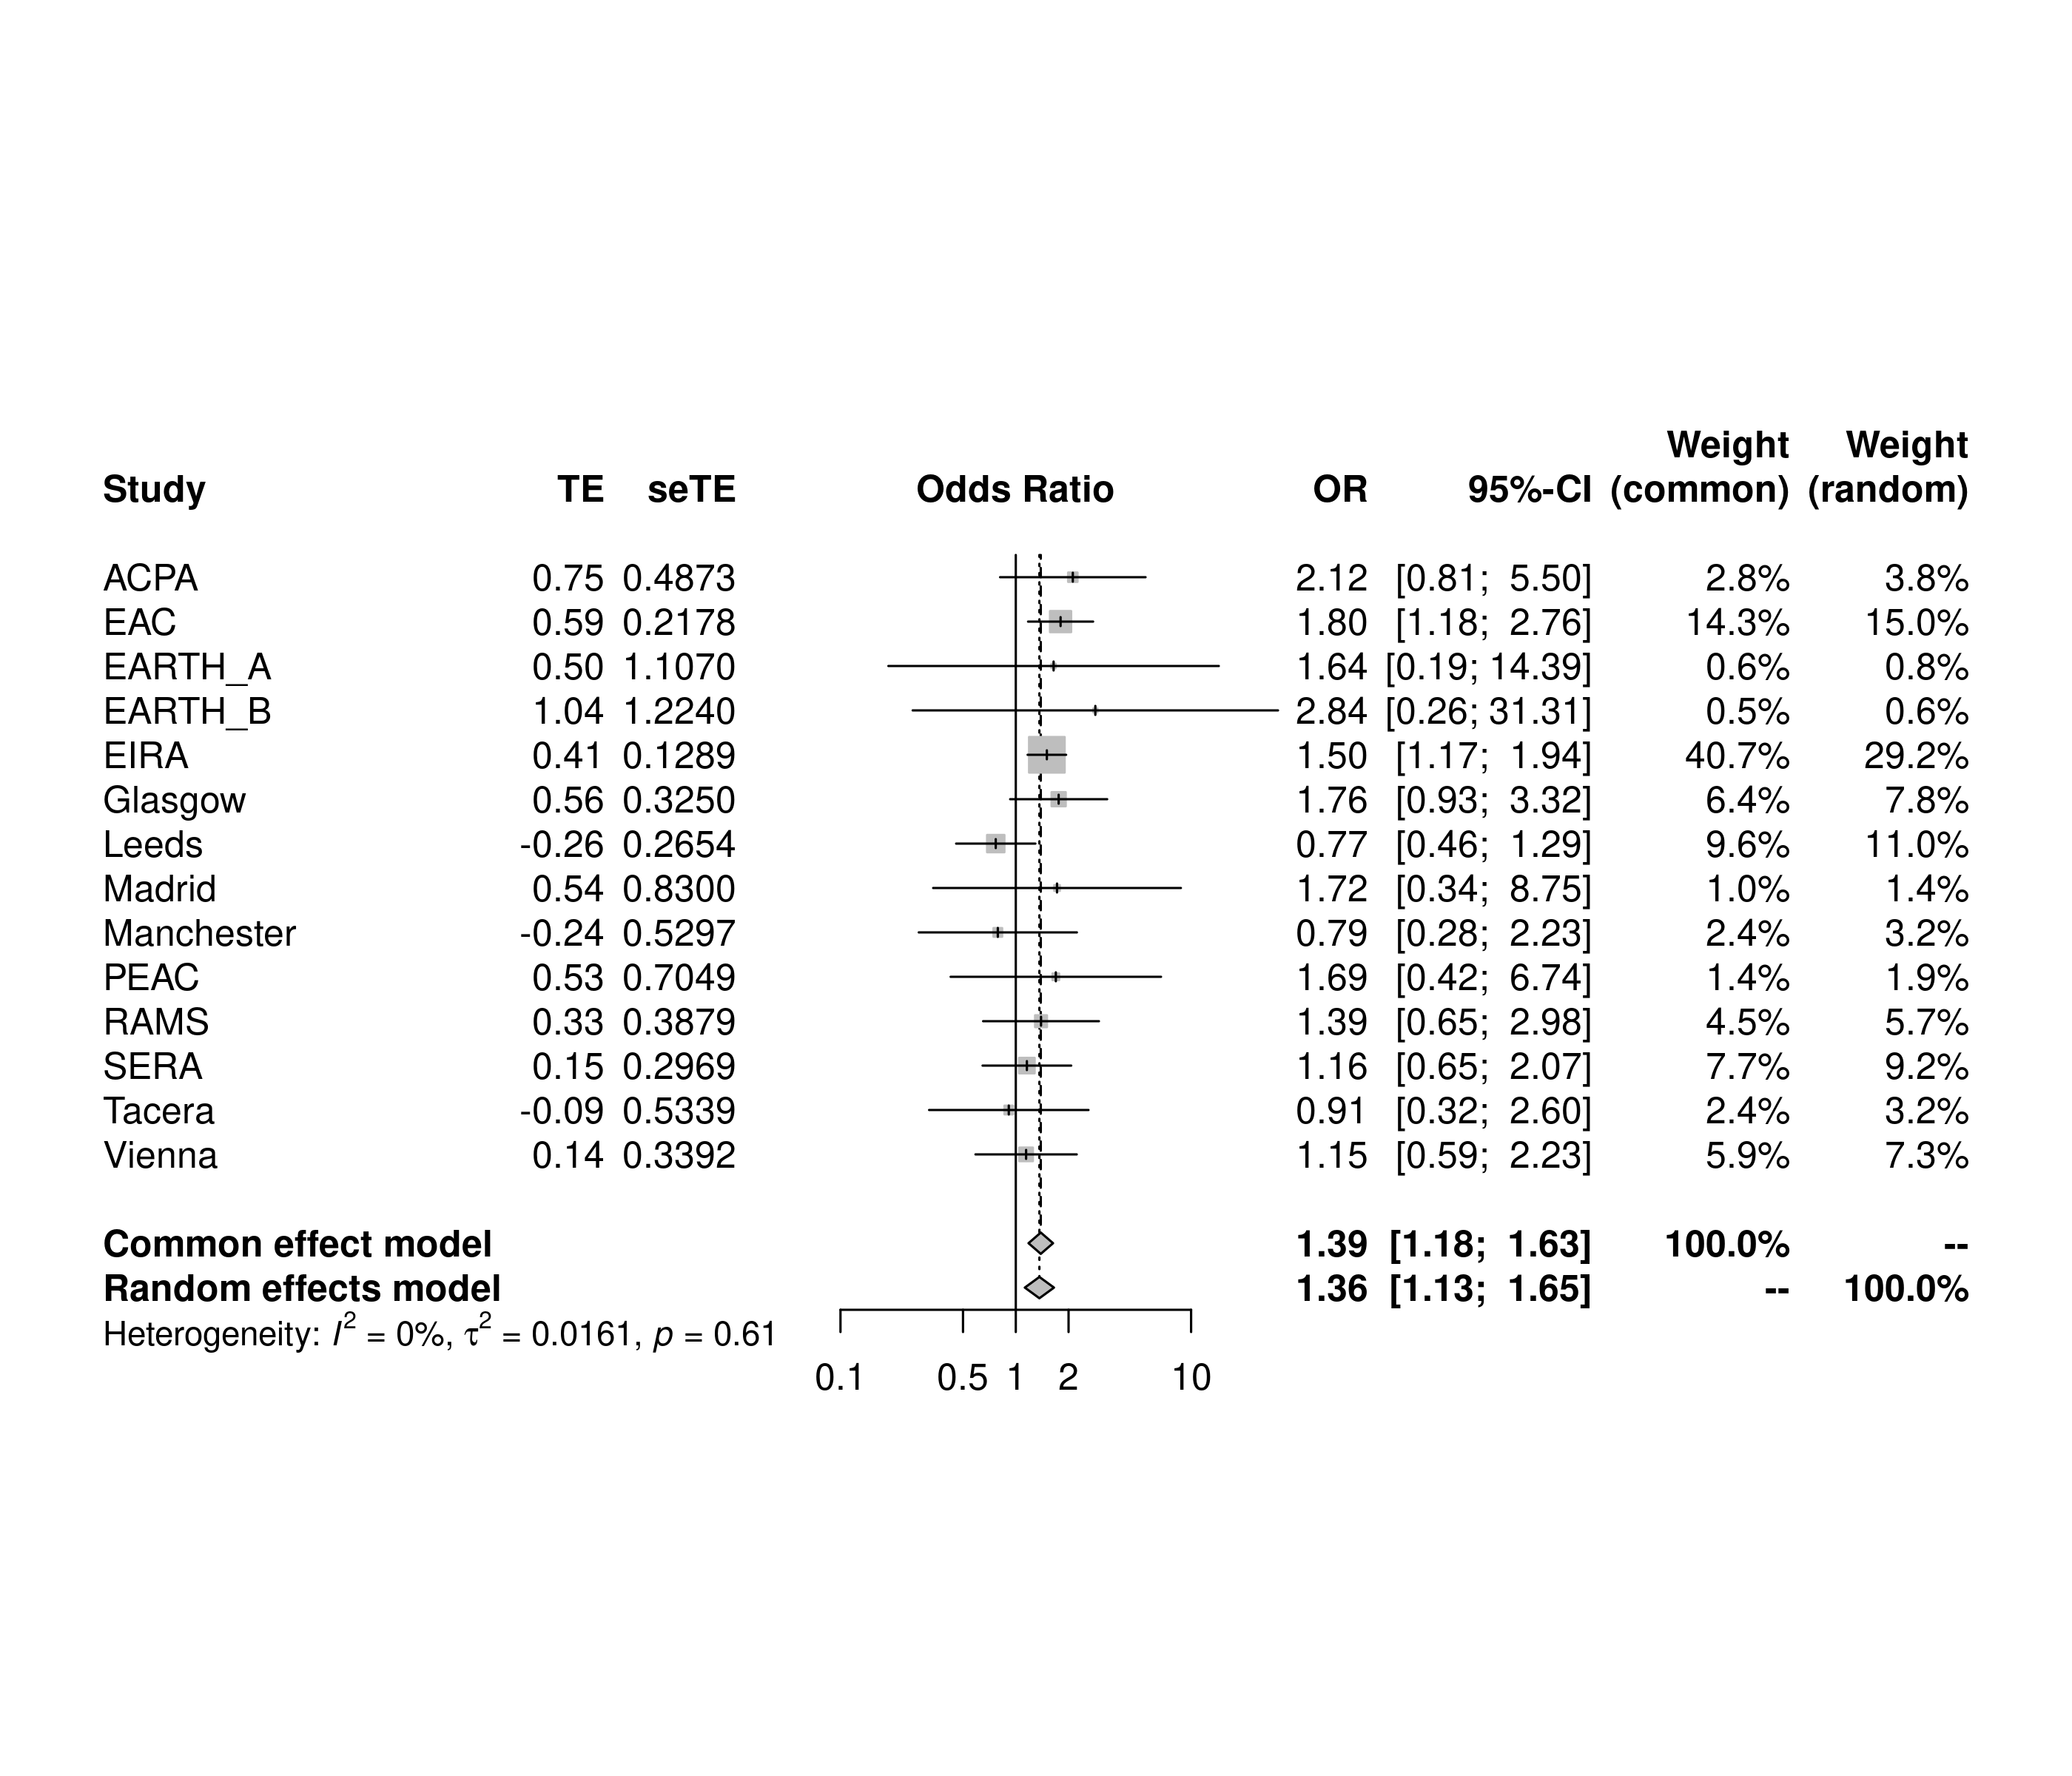 Weight Weight
Study TE seTE Odds Ratio OR 95%-CI (common) (random)
ACPA 0.75 0.4873 2.12 [0.81; 5.50] 2.8% 3.8%
EAC 0.59 0.2178 1.80 [1.18; 2.76] 14.3% 15.0%
EARTH_A 0.50 1.1070 1.64 [0.19; 14.39] 0.6% 0.8%
EARTH_B 1.04 1.2240 2.84 [0.26; 31.31] 0.5% 0.6%
EIRA 0.41 0.1289 1.50 [1.17; 1.94] 40.7% 29.2%
Glasgow 0.56 0.3250 1.76 [0.93; 3.32] 6.4% 7.8%
Leeds -0.26 0.2654 0.77 [0.46; 1.29] 9.6% 11.0%
Madrid 0.54 0.8300 1.72 [0.34; 8.75] 1.0% 1.4%
Manchester -0.24 0.5297 0.79 [0.28; 2.23] 2.4% 3.2%
PEAC 0.53 0.7049 1.69 [0.42; 6.74] 1.4% 1.9%
RAMS 0.33 0.3879 1.39 [0.65; 2.98] 4.5% 5.7%
SERA 0.15 0.2969 1.16 [0.65; 2.07] 7.7% 9.2%
Tacera -0.09 0.5339 0.91 [0.32; 2.60] 2.4% 3.2%
Vienna 0.14 0.3392 1.15 [0.59; 2.23] 5.9% 7.3%
Common effect model 1.39 [1.18; 1.63] 100.0% --
Random effects model 1.36 [1.13; 1.65] -- 100.0%
Heterogeneity: I² = 0%, τ² = 0.0161, p = 0.61
0.1 0.5 1 2 10